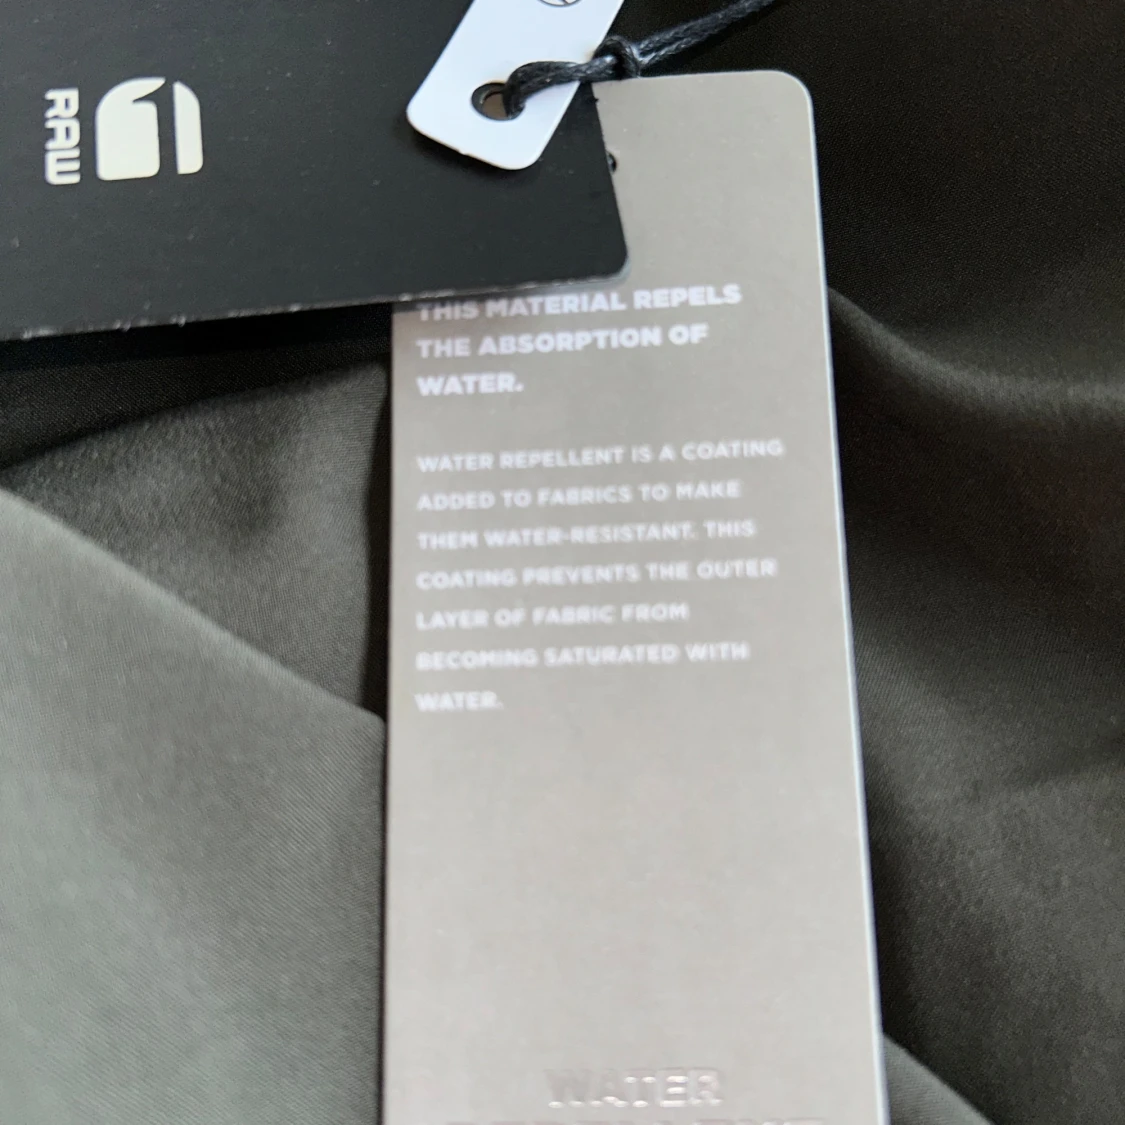 RAW
THIS MATERIAL REPELS
THE ABSORPTION OF
WATER.
WATER REPELLENT IS A COATING
ADDED TO FABRICS TO MAKE
THEM WATER-RESISTANT. THIS
COATING PREVENTS THE OUTER
LAYER OF FABRIC FROM
BECOMING SATURATED WITH
WATER.
WATER